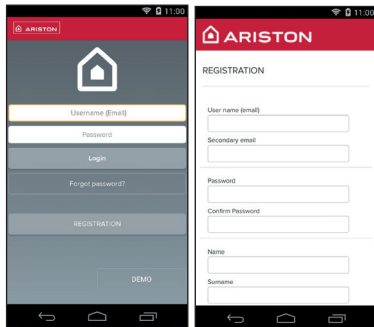 11:00
ARISTON
Username (Email)
Password
Login
Forgot password?
REGISTRATION
DEMO
11:00
ARISTON
REGISTRATION
User name (email)
Secondary email
Password
Confirm Password
Name
Surname